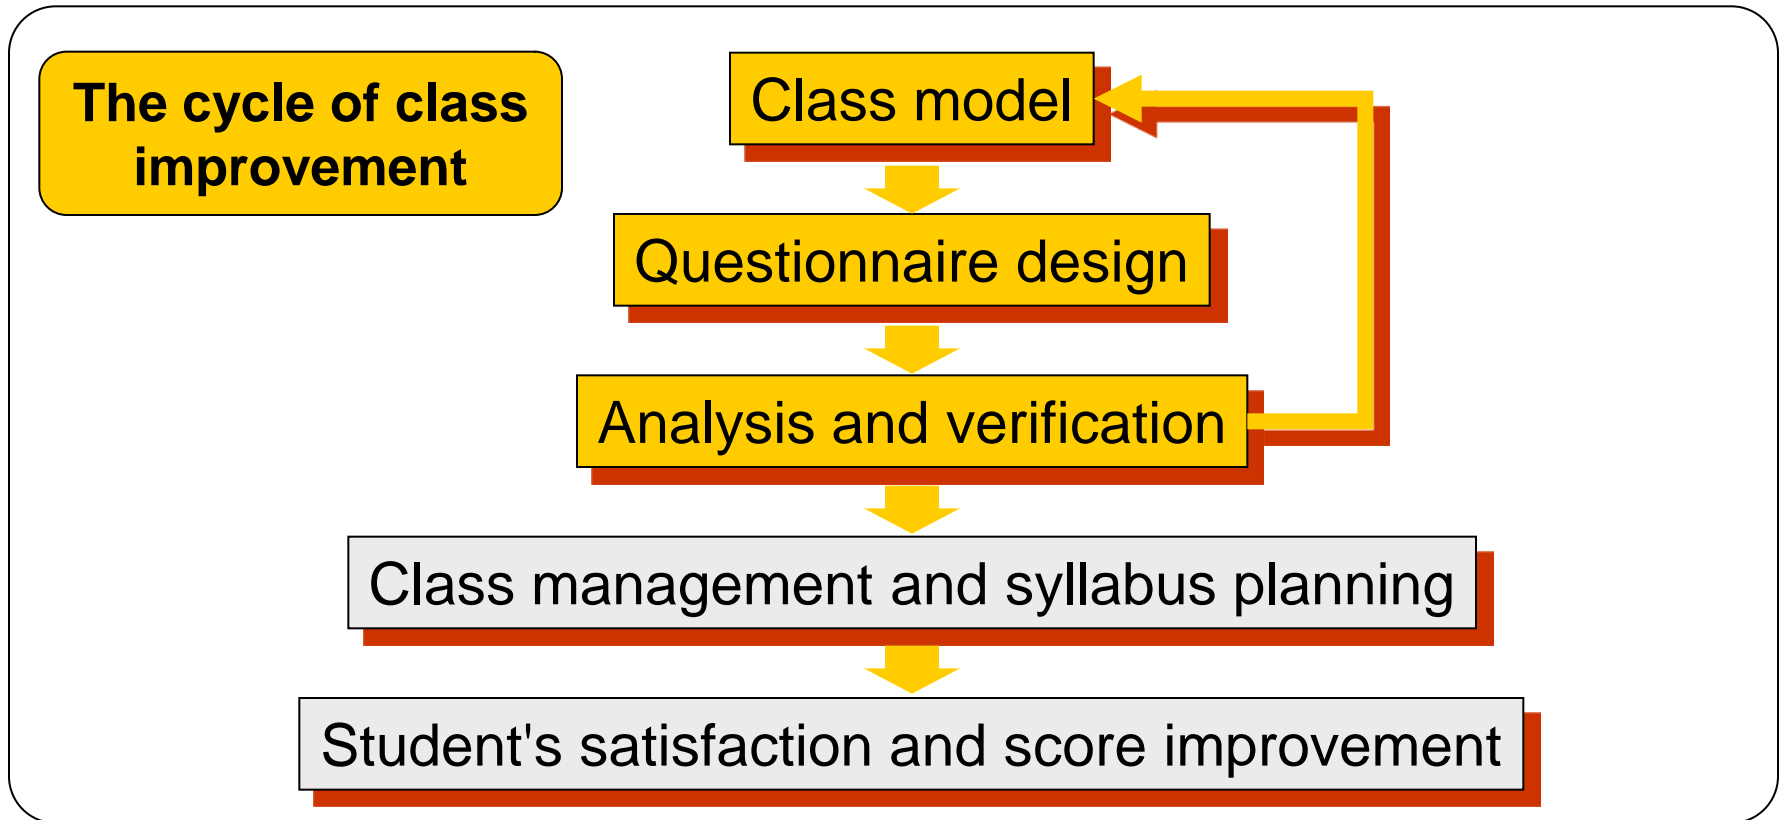 The cycle of class
improvement
Class model
Questionnaire design
Analysis and verification
Class management and syllabus planning
Student's satisfaction and score improvement